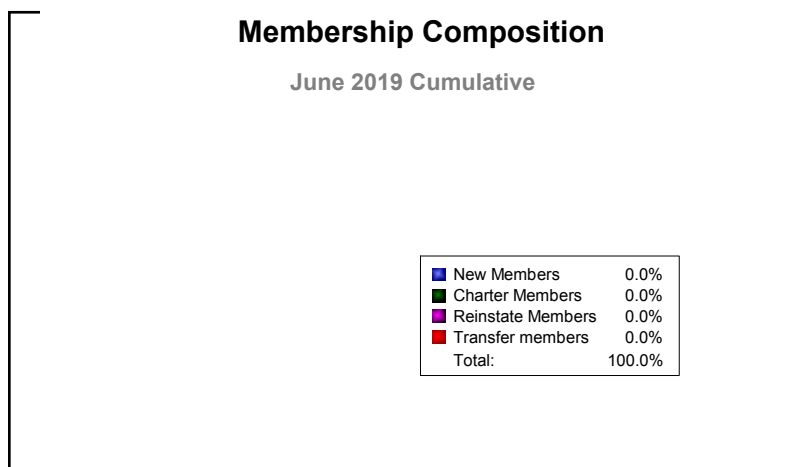 Membership Composition
June 2019 Cumulative
New Members 0.0%
Charter Members 0.0%
Reinstate Members 0.0%
Transfer members 0.0%
Total: 100.0%